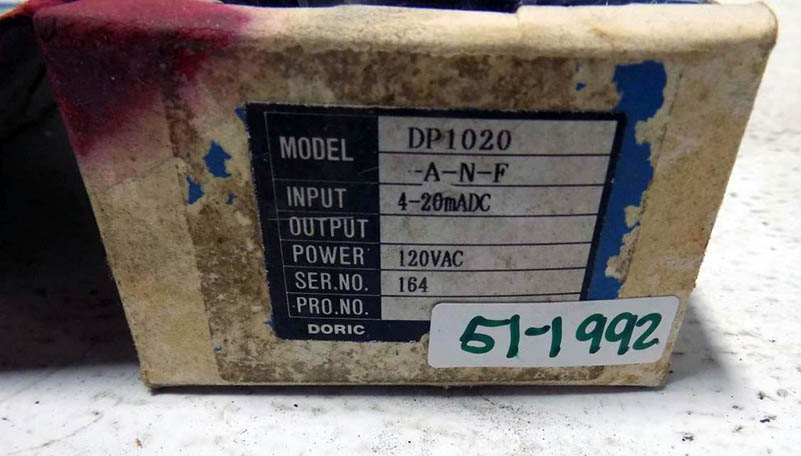 MODEL DP1020
-A-N-F
INPUT 4-20mADC
OUTPUT
POWER 120VAC
SER.NO. 164
PRO.NO.
DORIC
51-1992